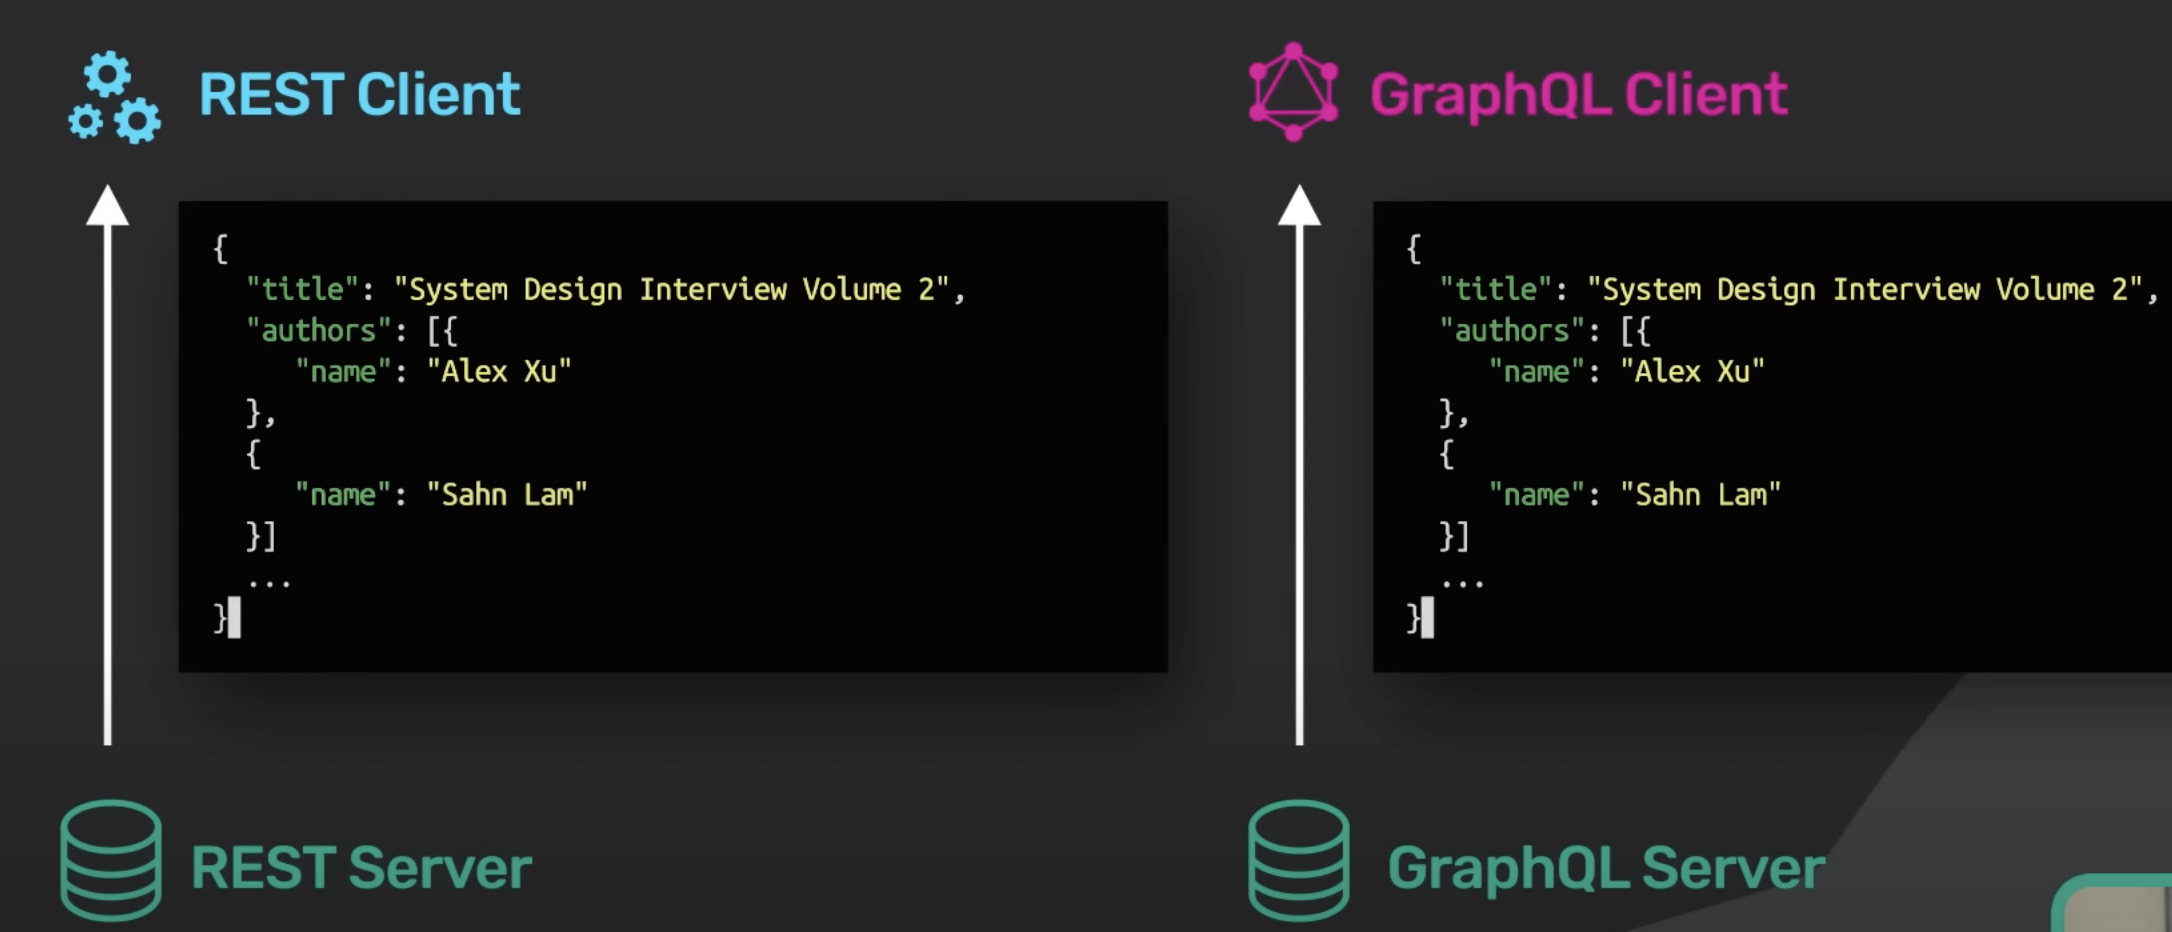 REST Client
{
  "title": "System Design Interview Volume 2",
  "authors": [{
     "name": "Alex Xu"
  },
  {
     "name": "Sahn Lam"
  }]
  ...
}
REST Server
GraphQL Client
{
  "title": "System Design Interview Volume 2",
  "authors": [{
     "name": "Alex Xu"
  },
  {
     "name": "Sahn Lam"
  }]
  ...
}
GraphQL Server